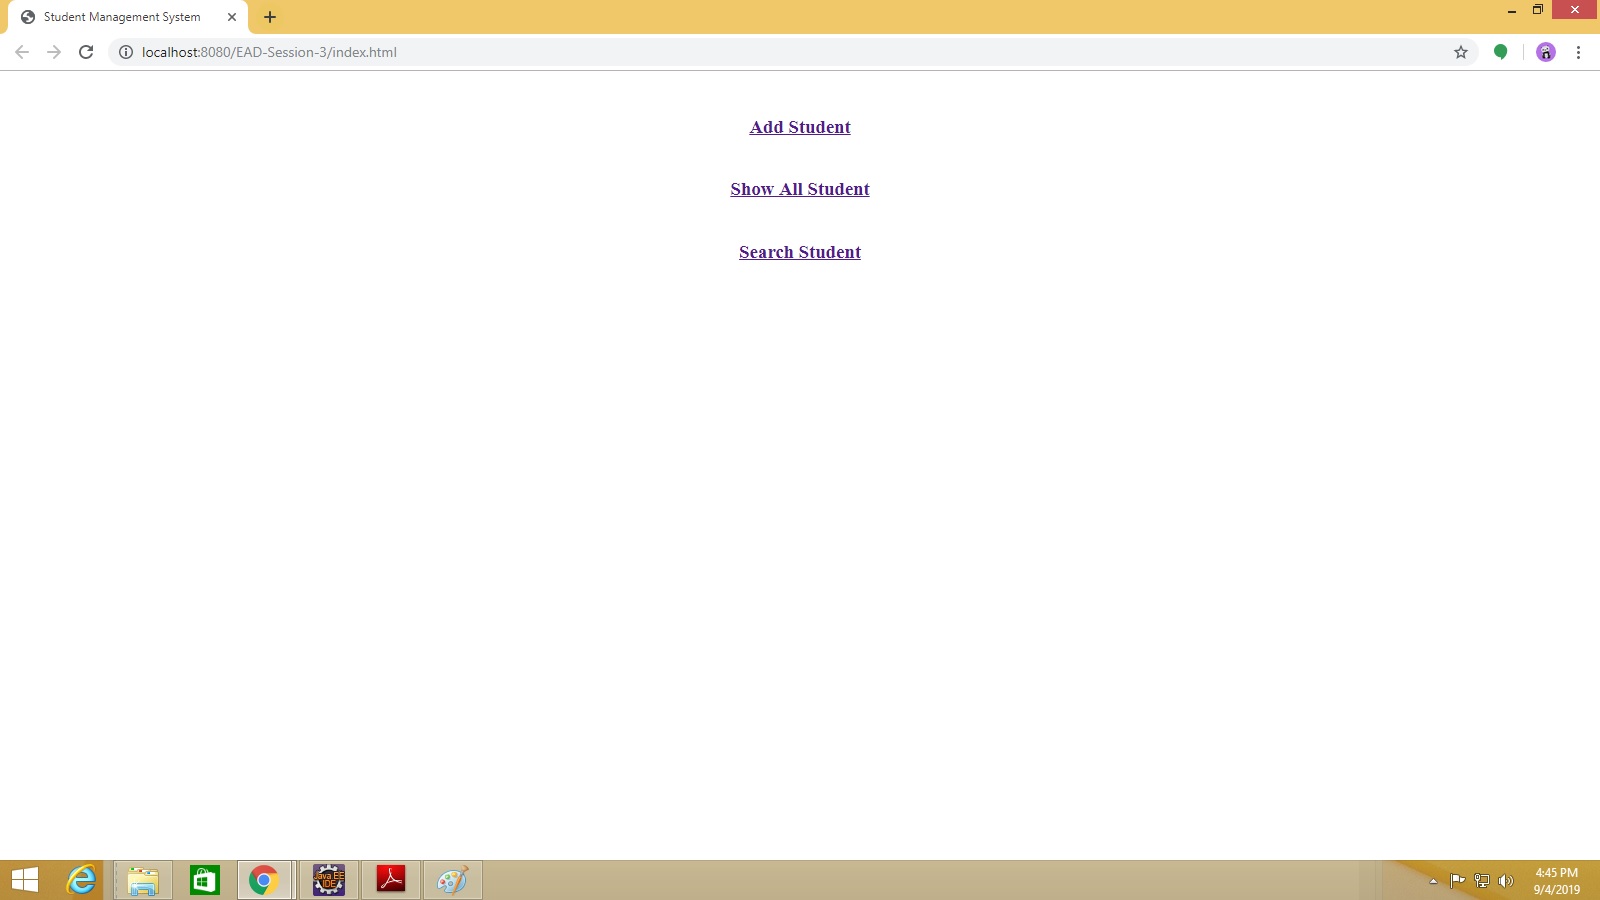 Student Management System
localhost:8080/EAD-Session-3/index.html
Add Student
Show All Student
Search Student
Java EE
IDE
4:45 PM
9/4/2019